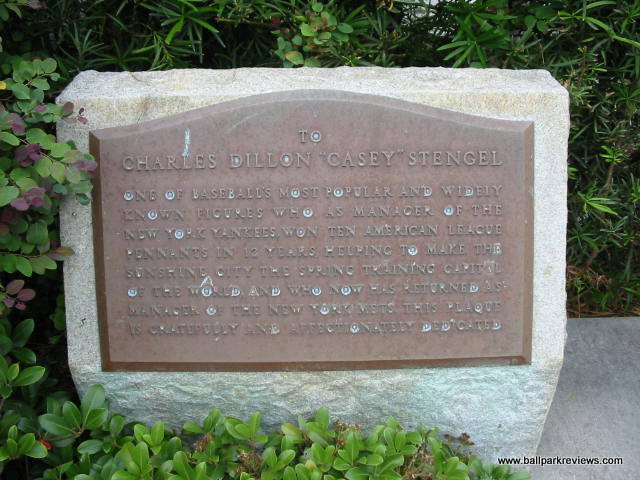 TO
CHARLES DILLON "CASEY" STENGEL
ONE OF BASEBALL'S MOST POPULAR AND WIDELY
KNOWN FIGURES WHO AS MANAGER OF THE
NEW YORK YANKEES, WON TEN AMERICAN LEAGUE
PENNANTS IN 12 YEARS HELPING TO MAKE THE
SUNSHINE CITY THE SPRING TRAINING CAPITAL
OF THE WORLD, AND WHO NOW HAS RETURNED AS
MANAGER OF THE NEW YORK METS. THIS PLAQUE
IS GRATEFULLY AND AFFECTIONATELY DEDICATED
www.ballparkreviews.com